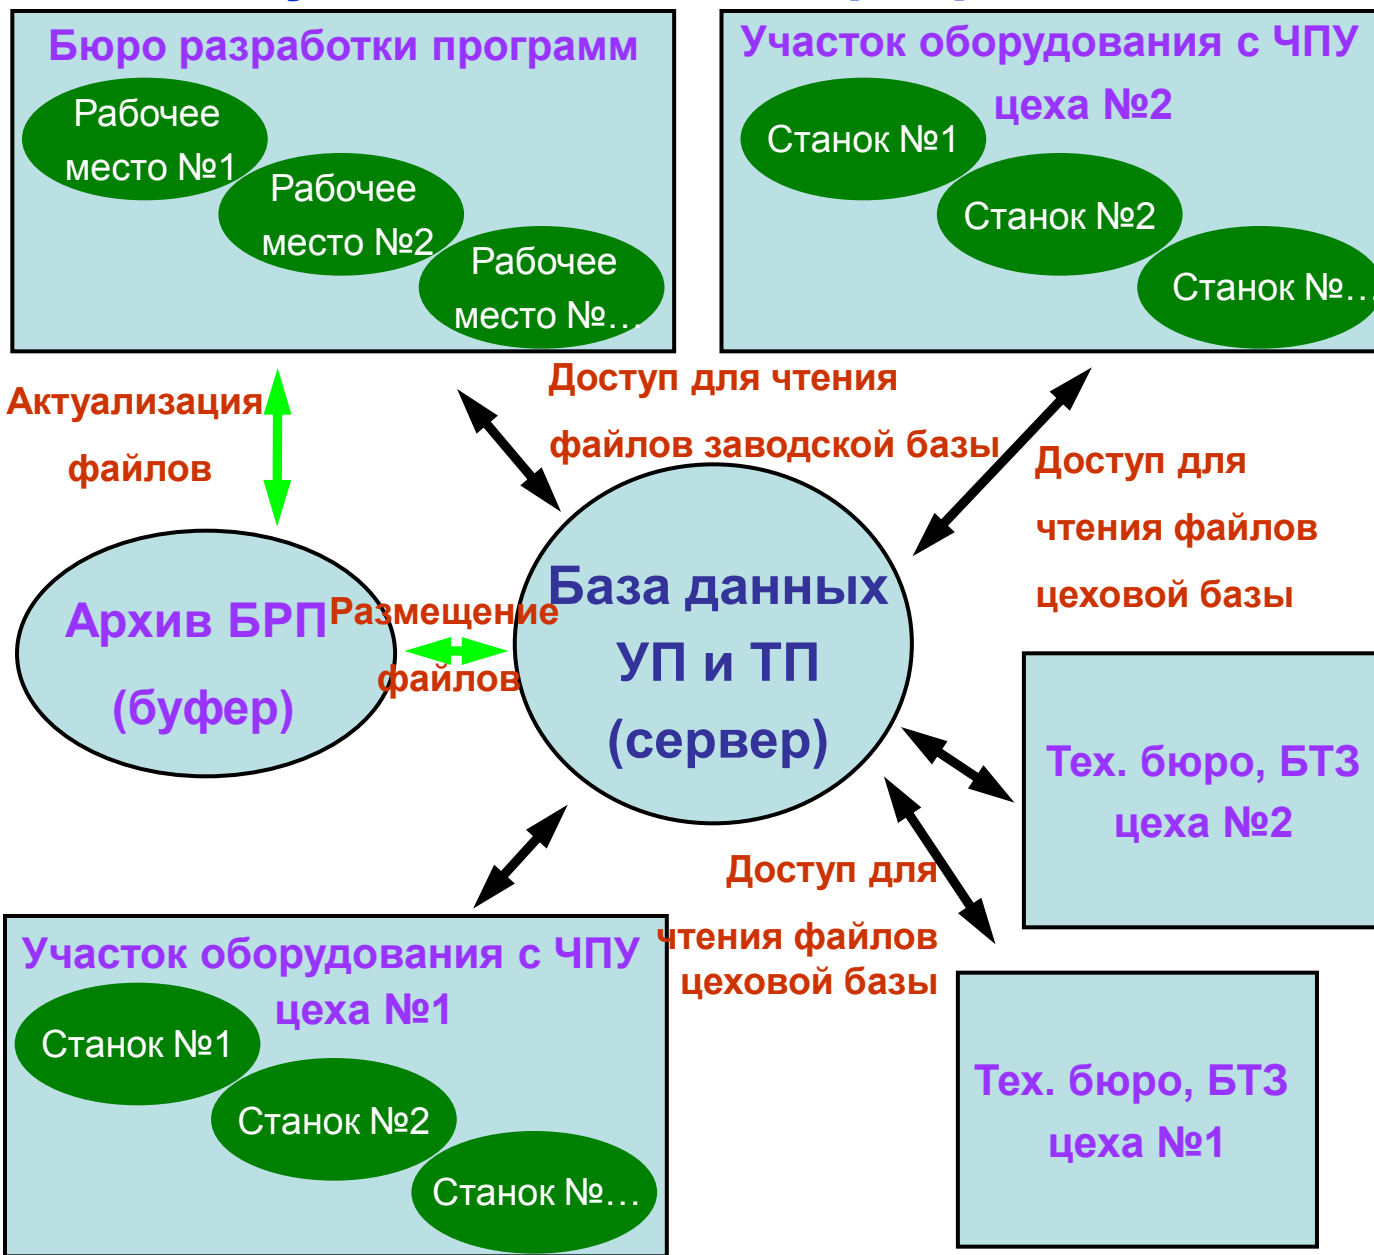 Бюро разработки программ
Рабочее
место №1
Рабочее
место №2
Рабочее
место №…
Участок оборудования с ЧПУ
цеха №2
Станок №1
Станок №2
Станок №…
Актуализация
файлов
Доступ для чтения
файлов заводской базы
Доступ для
чтения файлов
цеховой базы
Архив БРП
(буфер)
Размещение
файлов
База данных
УП и ТП
(сервер)
Тех. бюро, БТЗ
цеха №2
Доступ для
чтения файлов
цеховой базы
Участок оборудования с ЧПУ
цеха №1
Станок №1
Станок №2
Станок №…
Тех. бюро, БТЗ
цеха №1